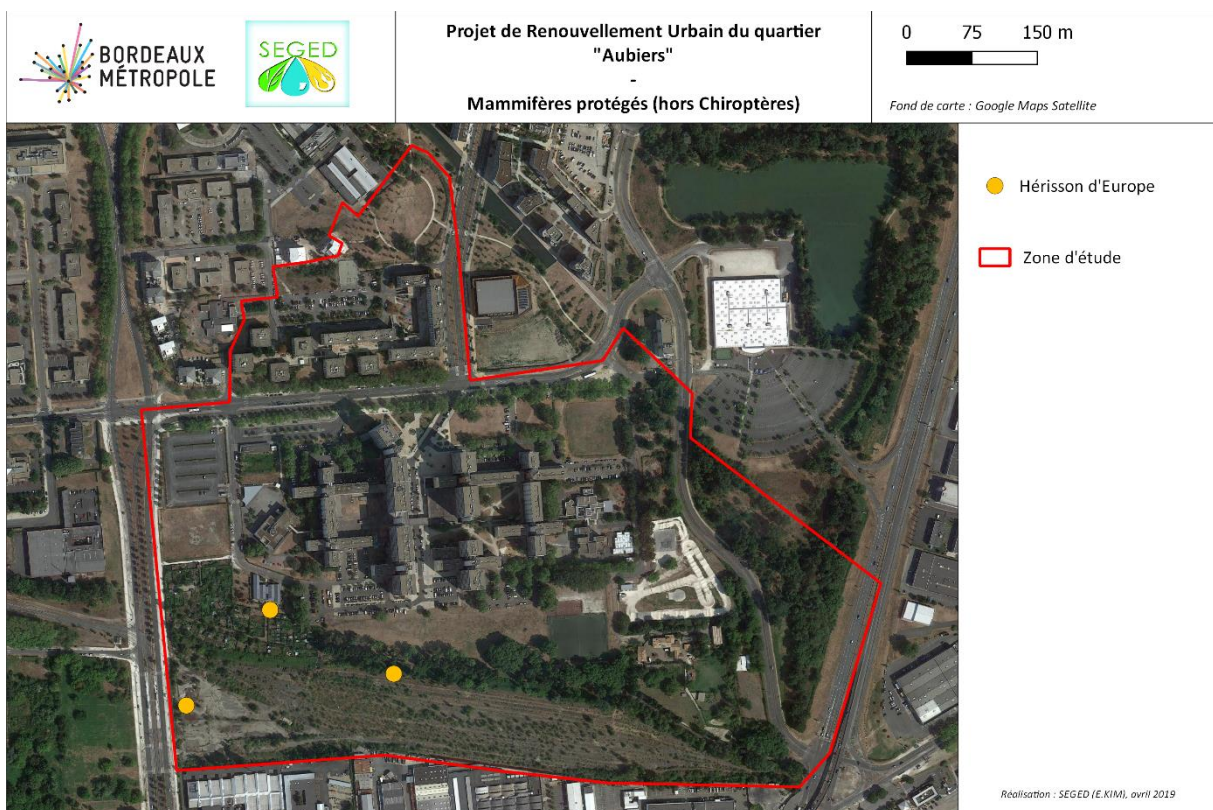 BORDEAUX
MÉTROPOLE
SEGED
Projet de Renouvellement Urbain du quartier
"Aubiers"
-
Mammifères protégés (hors Chiroptères)
0 75 150 m
Fond de carte : Google Maps Satellite
Hérisson d'Europe
Zone d'étude
Réalisation : SEGED (E.KIM), avril 2019